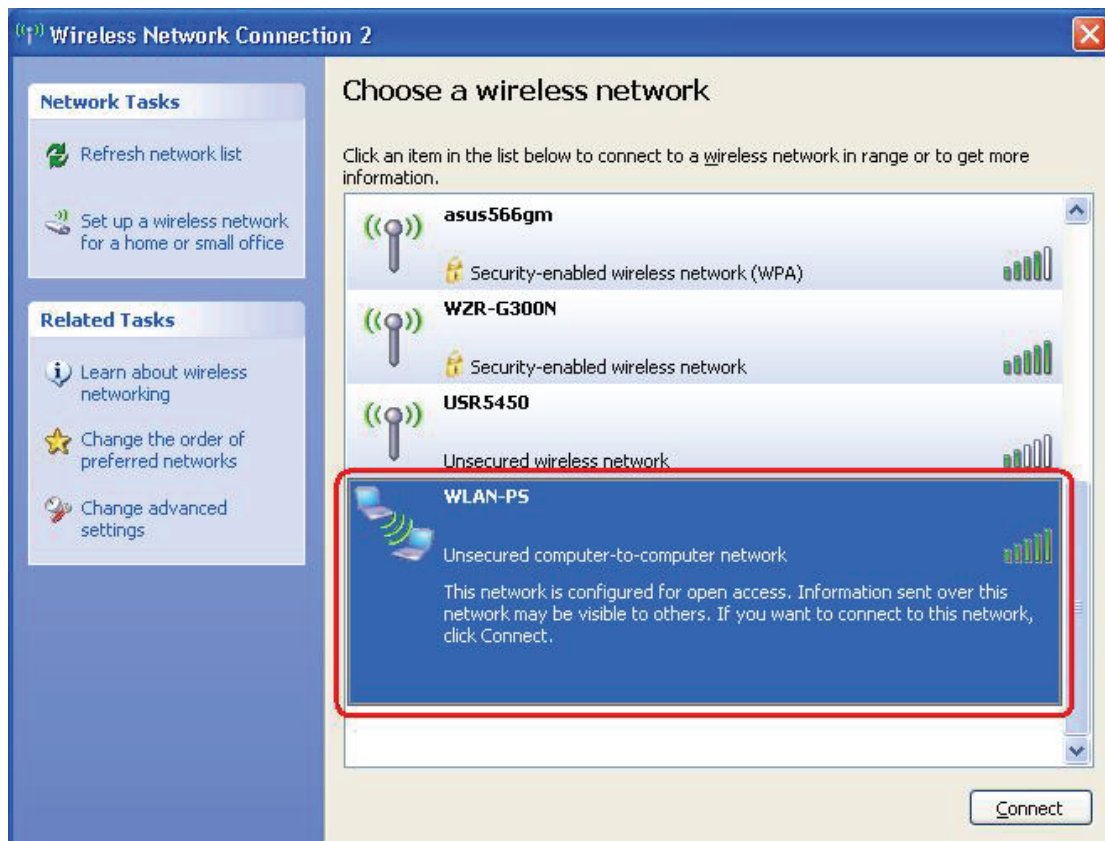 Wireless Network Connection 2
Network Tasks
Refresh network list
Set up a wireless network
for a home or small office
Related Tasks
Learn about wireless
networking
Change the order of
preferred networks
Change advanced
settings
Choose a wireless network
Click an item in the list below to connect to a wireless network in range or to get more
information.
asus566gm
Security-enabled wireless network (WPA)
WZR-G300N
Security-enabled wireless network
USR5450
Unsecured wireless network
WLAN-PS
Unsecured computer-to-computer network
This network is configured for open access. Information sent over this
network may be visible to others. If you want to connect to this network,
click Connect.
Connect